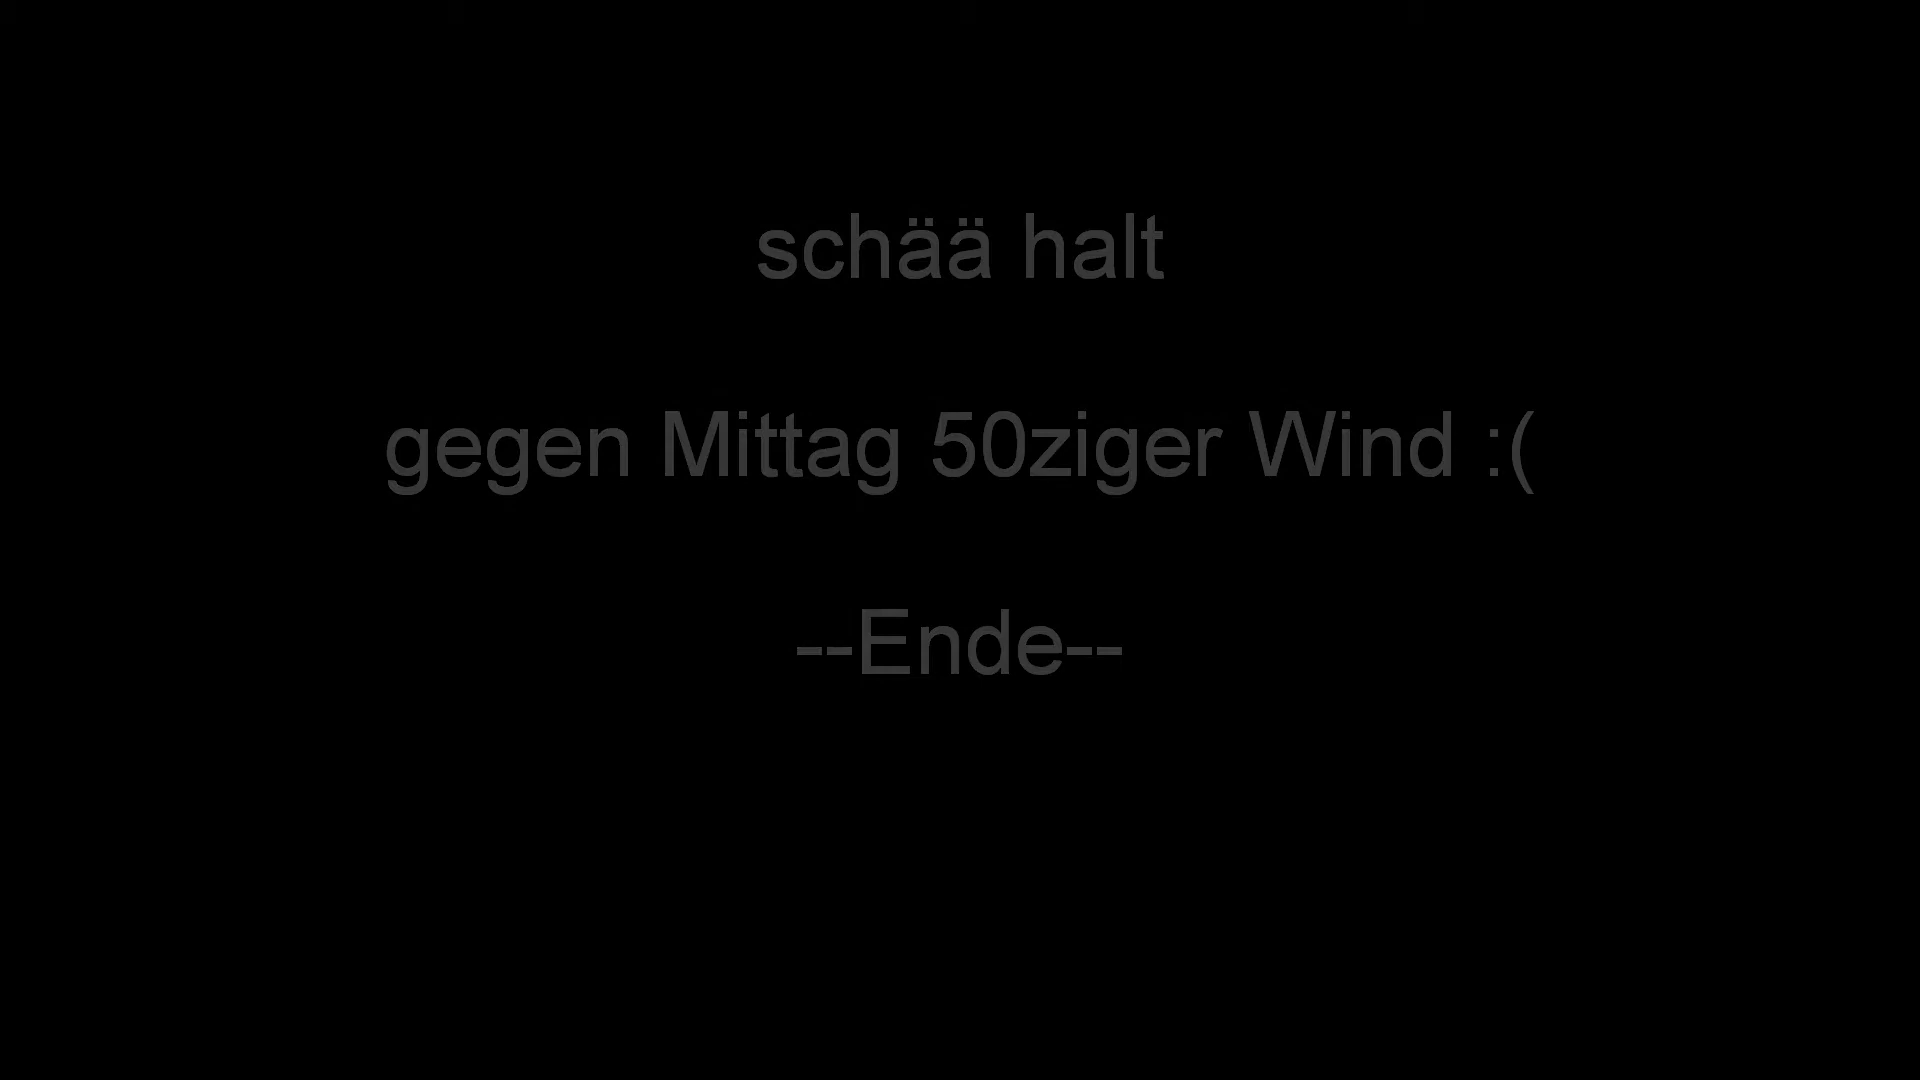 schää halt
gegen Mittag 50ziger Wind :(
--Ende--